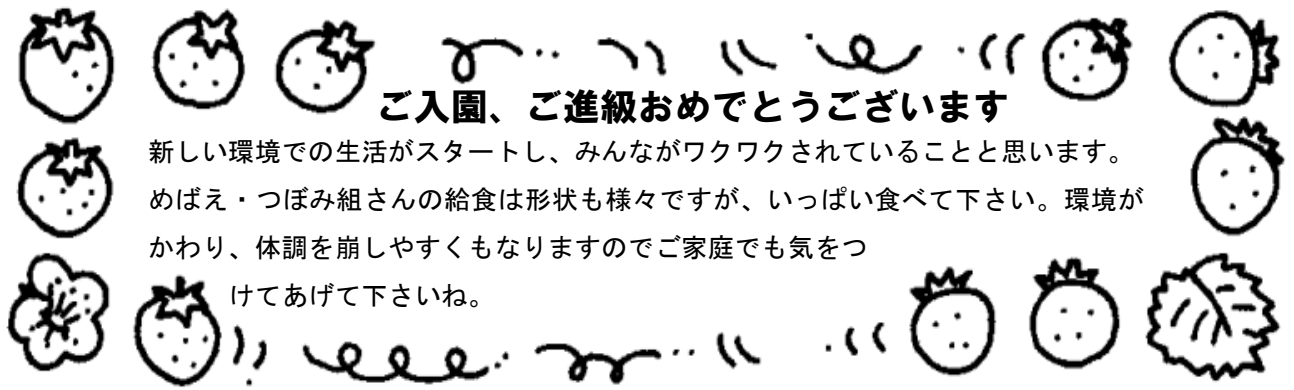 ご入園、ご進級おめでとうございます
新しい環境での生活がスタートし、みんながワクワクされていることと思います。
めばえ・つぼみ組さんの給食は形状も様々ですが、いっぱい食べて下さい。環境が
かわり、体調を崩しやすくもなりますのでご家庭でも気をつ
けてあげて下さいね。